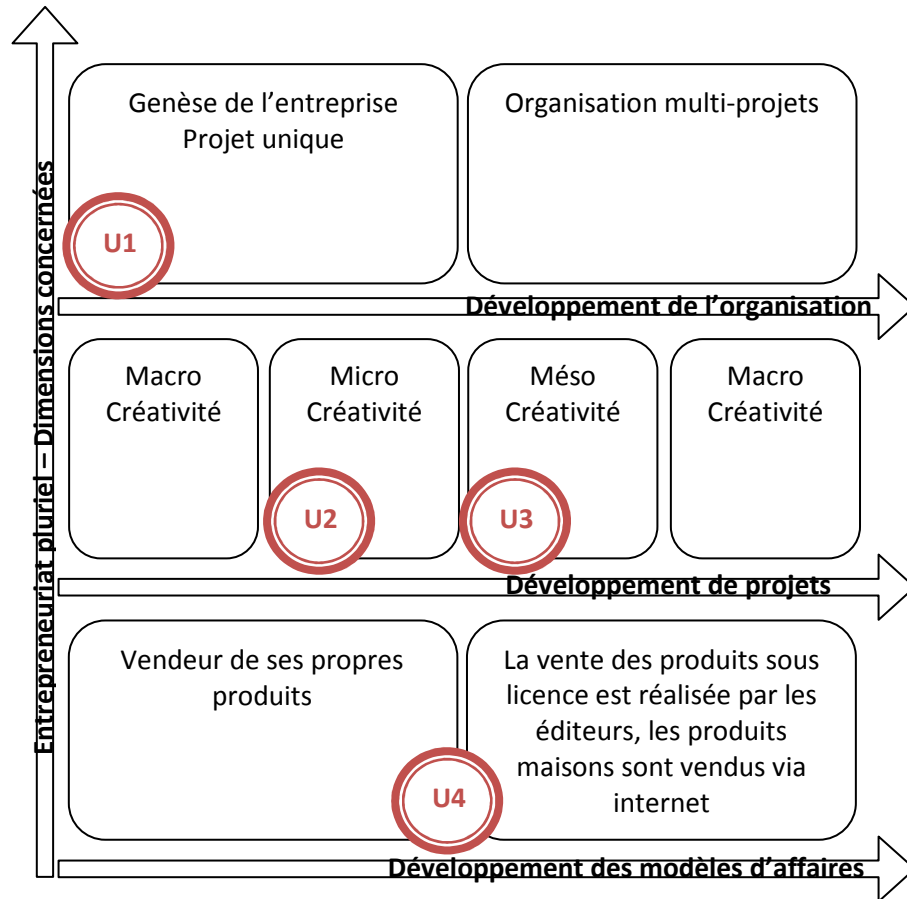 Entrepreneuriat pluriel – Dimensions concernées
Genèse de l'entreprise
Projet unique
Organisation multi-projets
U1
Développement de l'organisation
Macro
Créativité
Micro
Créativité
Méso
Créativité
Macro
Créativité
U2
U3
Développement de projets
Vendeur de ses propres
produits
La vente des produits sous
licence est réalisée par les
éditeurs, les produits
maisons sont vendus via
internet
U4
Développement des modèles d'affaires